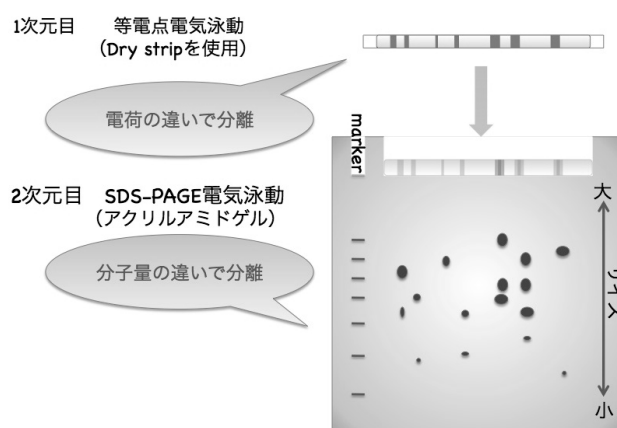 1次元目 等電点電気泳動
(Dry stripを使用)
電荷の違いで分離
marker
2次元目 SDS-PAGE電気泳動
(アクリルアミドゲル)
分子量の違いで分離
大
サイズ
小